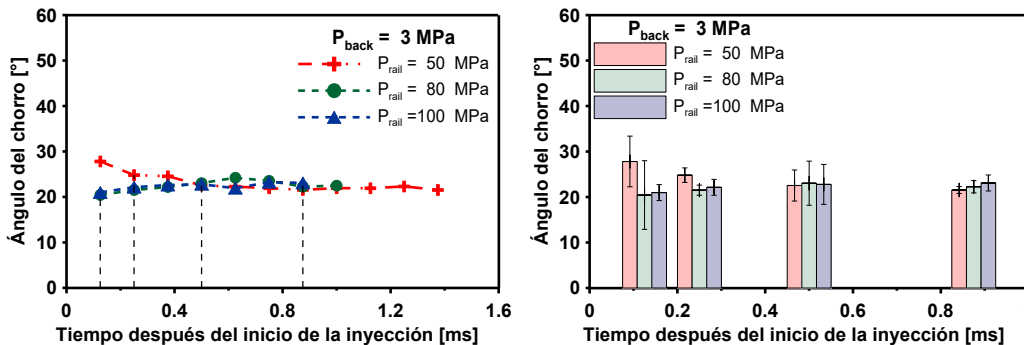 60
50
40
30
20
10
0
Ángulo del chorro [°]
P_back = 3 MPa
P_rail = 50 MPa
P_rail = 80 MPa
P_rail =100 MPa
0 0.4 0.8 1.2 1.6
Tiempo después del inicio de la inyección [ms]
60
50
40
30
20
10
0
Ángulo del chorro [°]
P_back = 3 MPa
P_rail = 50 MPa
P_rail = 80 MPa
P_rail =100 MPa
0 0.2 0.4 0.6 0.8
Tiempo después del inicio de la inyección [ms]